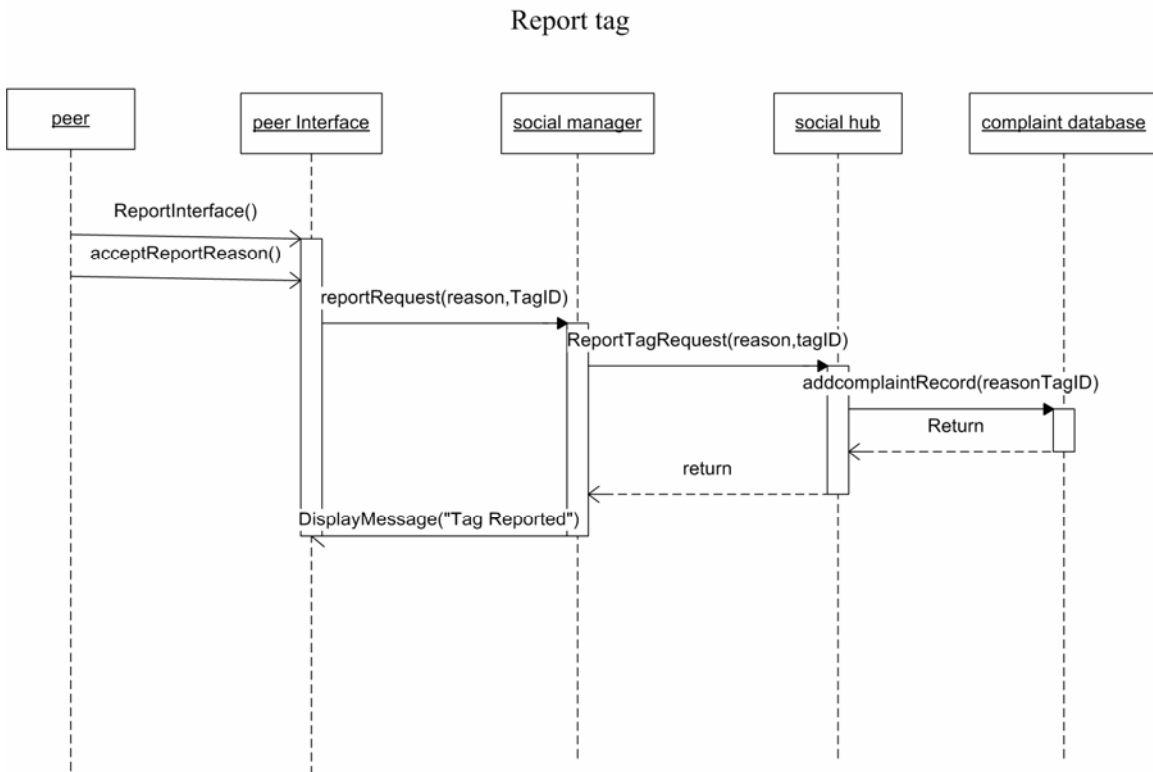 Report tag
peer
peer Interface
social manager
social hub
complaint database
ReportInterface()
acceptReportReason()
reportRequest(reason,TagID)
ReportTagRequest(reason,tagID)
addcomplaintRecord(reasonTagID)
Return
return
DisplayMessage("Tag Reported")